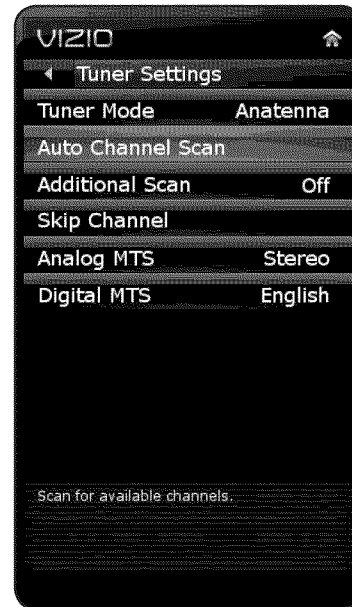 VIZIO
Tuner Settings
Tuner Mode Anatenna
Auto Channel Scan
Additional Scan Off
Skip Channel
Analog MTS Stereo
Digital MTS English
Scan for available channels.